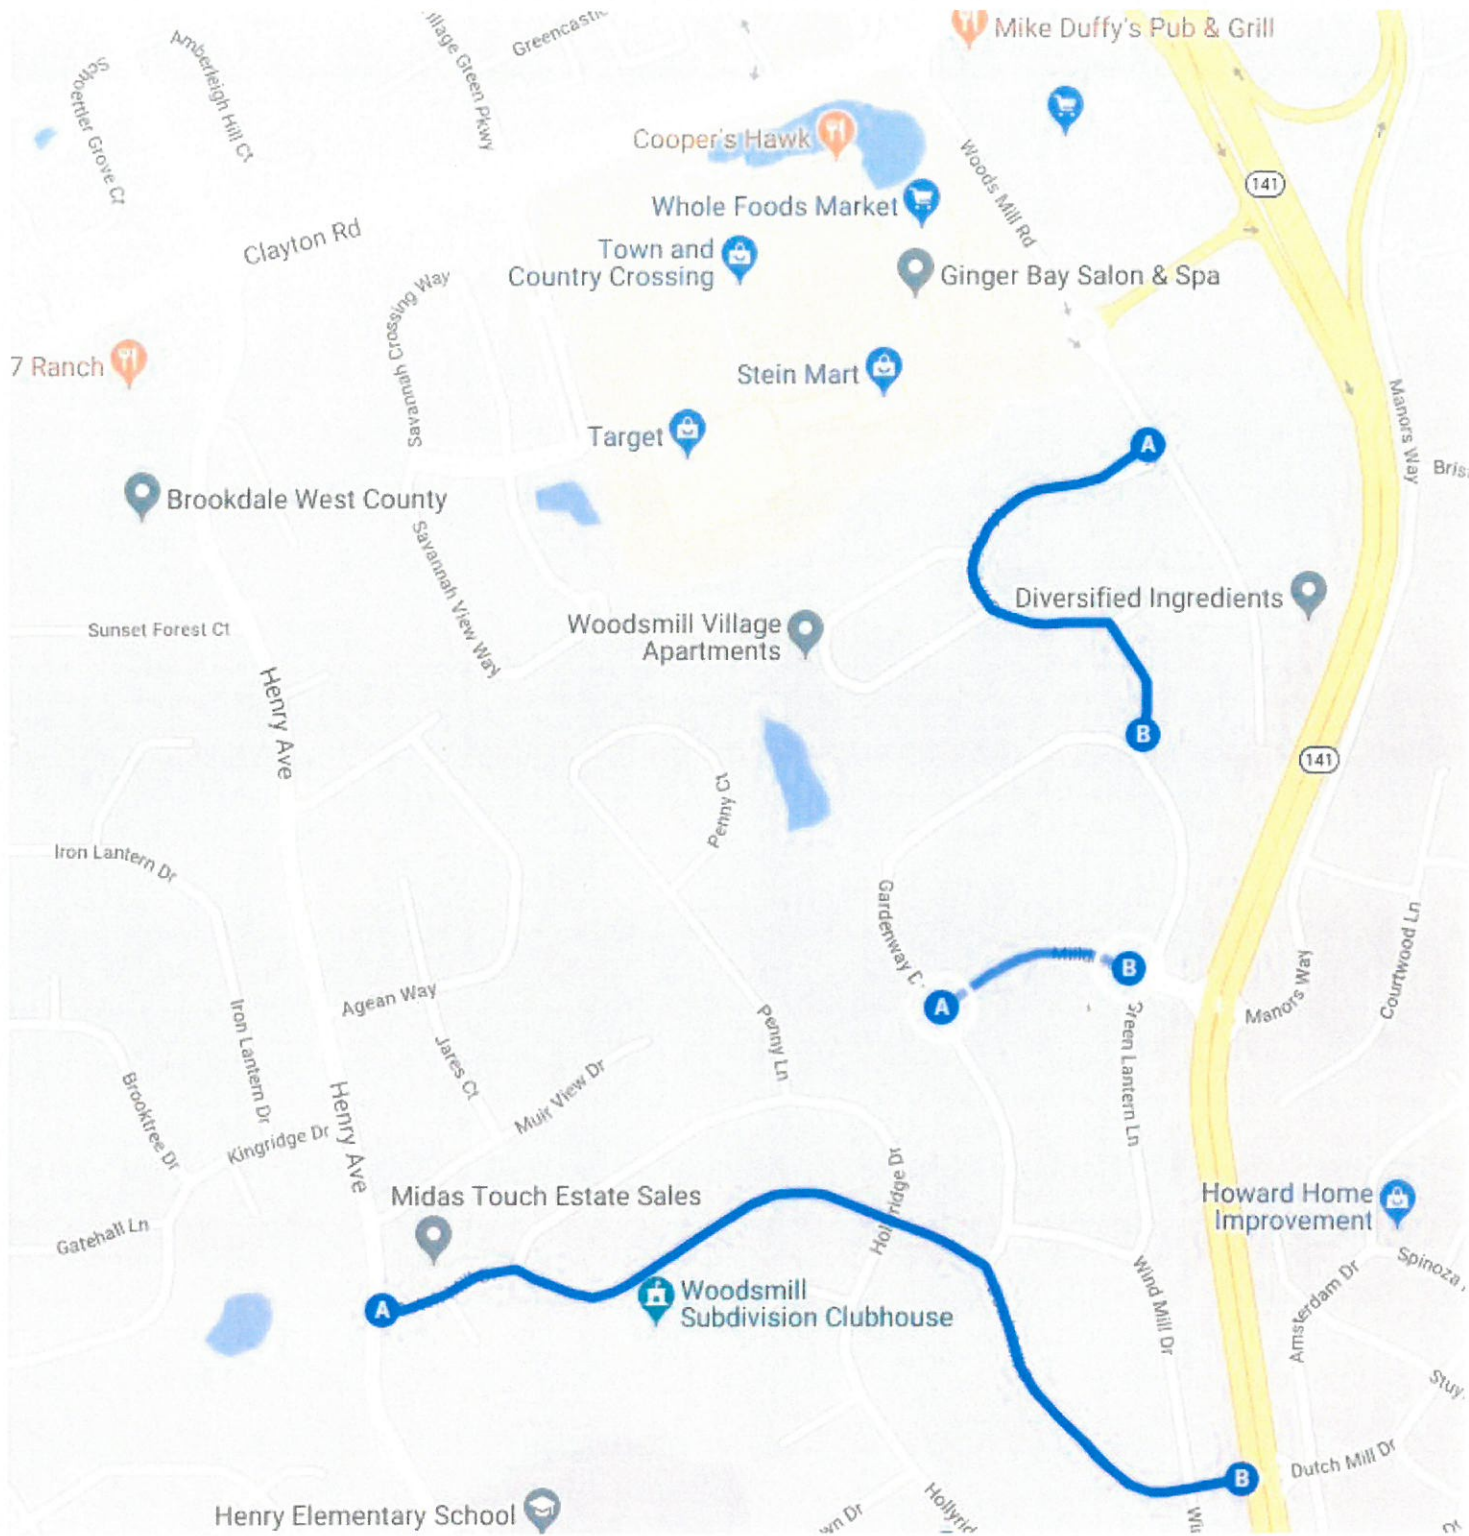 Mike Duffy's Pub & Grill
Greencastle
Village Green Pkwy
Amberleigh Hill Ct
Schoettler Grove Ct
Cooper's Hawk
Woods Mill Rd
141
Whole Foods Market
Clayton Rd
Town and
Country Crossing
Ginger Bay Salon & Spa
Savannah Crossing Way
7 Ranch
Stein Mart
Manors Way
Target
A
Bris
Brookdale West County
Savannah View Way
Diversified Ingredients
Woodsmill Village
Apartments
Sunset Forest Ct
Henry Ave
B
141
Penny Ct
Iron Lantern Dr
Gardenway
Courtwood Ln
B
A
Manors Way
Agean Way
Iron Lantern Dr
Penny Ln
Green Lantern Ln
Jares Ct
Muir View Dr
Brooktree Dr
Henry Ave
Kingridge Dr
Midas Touch Estate Sales
Hollyridge Dr
Howard Home
Improvement
Gatehall Ln
Spinoza
Woodsmill
Subdivision Clubhouse
A
Wind Mill Dr
Amsterdam Dr
Stuy
B
Dutch Mill Dr
Henry Elementary School
wn Dr
Hollyrid